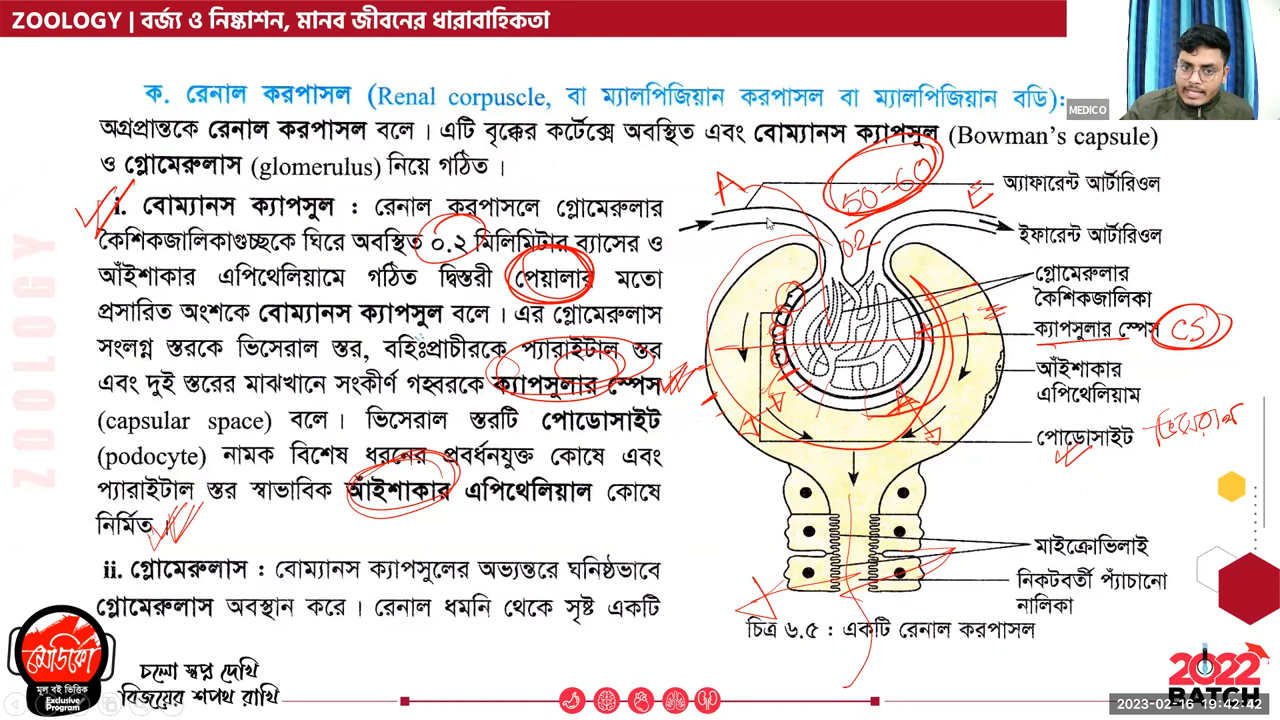 ZOOLOGY | বর্জ্য ও নিষ্কাশন, মানব জীবনের ধারাবাহিকতা
MEDICO
ক. রেনাল করপাসল (Renal corpuscle, বা ম্যালপিজিয়ান করপাসল বা ম্যালপিজিয়ান বডি):
অগ্রপ্রান্তকে রেনাল করপাসল বলে। এটি বৃক্কের কর্টেক্সে অবস্থিত এবং বোম্যানস ক্যাপসুল (Bowman's capsule)
ও গ্লোমেরুলাস (glomerulus) নিয়ে গঠিত।
i. বোম্যানস ক্যাপসুল : রেনাল করপাসলে গ্লোমেরুলার
কৈশিকজালিকাগুচ্ছকে ঘিরে অবস্থিত ০.২ মিলিমিটার ব্যাসের ও
আঁইশাকার এপিথেলিয়ামে গঠিত দ্বিস্তরী পেয়ালার মতো
প্রসারিত অংশকে বোম্যানস ক্যাপসুল বলে। এর গ্লোমেরুলাস
সংলগ্ন স্তরকে ভিসেরাল স্তর, বহিঃপ্রাচীরকে প্যারাইটাল স্তর
এবং দুই স্তরের মাঝখানে সংকীর্ণ গহ্বরকে ক্যাপসুলার স্পেস
(capsular space) বলে। ভিসেরাল স্তরটি পোডোসাইট
(podocyte) নামক বিশেষ ধরনের প্রবর্ধনযুক্ত কোষে এবং
প্যারাইটাল স্তর স্বাভাবিক আঁইশাকার এপিথেলিয়াল কোষে
নির্মিত।
ii. গ্লোমেরুলাস : বোম্যানস ক্যাপসুলের অভ্যন্তরে ঘনিষ্ঠভাবে
গ্লোমেরুলাস অবস্থান করে। রেনাল ধমনি থেকে সৃষ্ট একটি
A
50-60
E
02
অ্যাফারেন্ট আর্টারিওল
ইফারেন্ট আর্টারিওল
গ্লোমেরুলার
কৈশিকজালিকা
ক্যাপসুলার স্পেস CS
আঁইশাকার
এপিথেলিয়াম
পোডোসাইট ভিসেরাল
মাইক্রোভিলাই
নিকটবর্তী প্যাঁচানো
নালিকা
চিত্র ৬.৫ : একটি রেনাল করপাসল
ZOOLOGY
মেডিকো
মূল বই ভিত্তিক
Exclusive
Program
চলো স্বপ্ন দেখি
বিজয়ের শপথ রাখি
2022
BATCH
2023-02-16 19:42:42